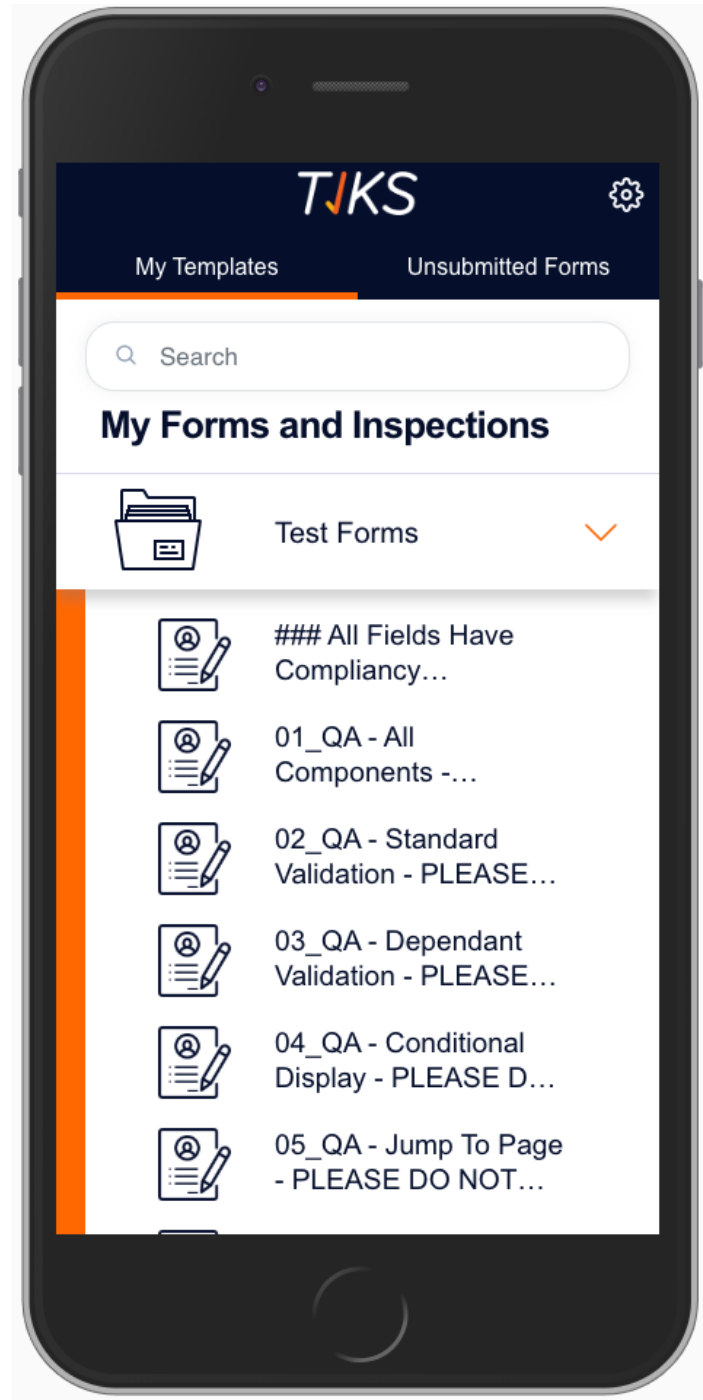 TIKS
My Templates
Unsubmitted Forms
Search
My Forms and Inspections
Test Forms
### All Fields Have
Compliancy…
01_QA - All
Components -…
02_QA - Standard
Validation - PLEASE…
03_QA - Dependant
Validation - PLEASE…
04_QA - Conditional
Display - PLEASE D…
05_QA - Jump To Page
- PLEASE DO NOT…